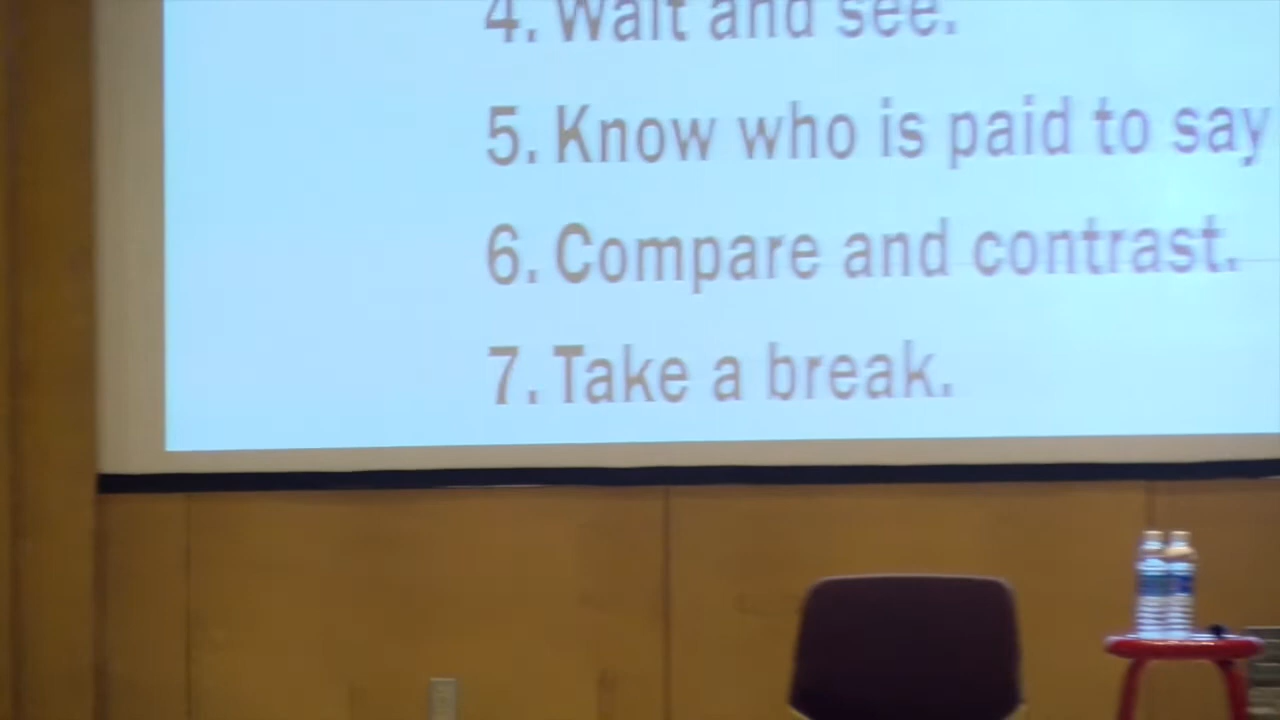 4. Wait and see.
5. Know who is paid to say
6. Compare and contrast.
7. Take a break.